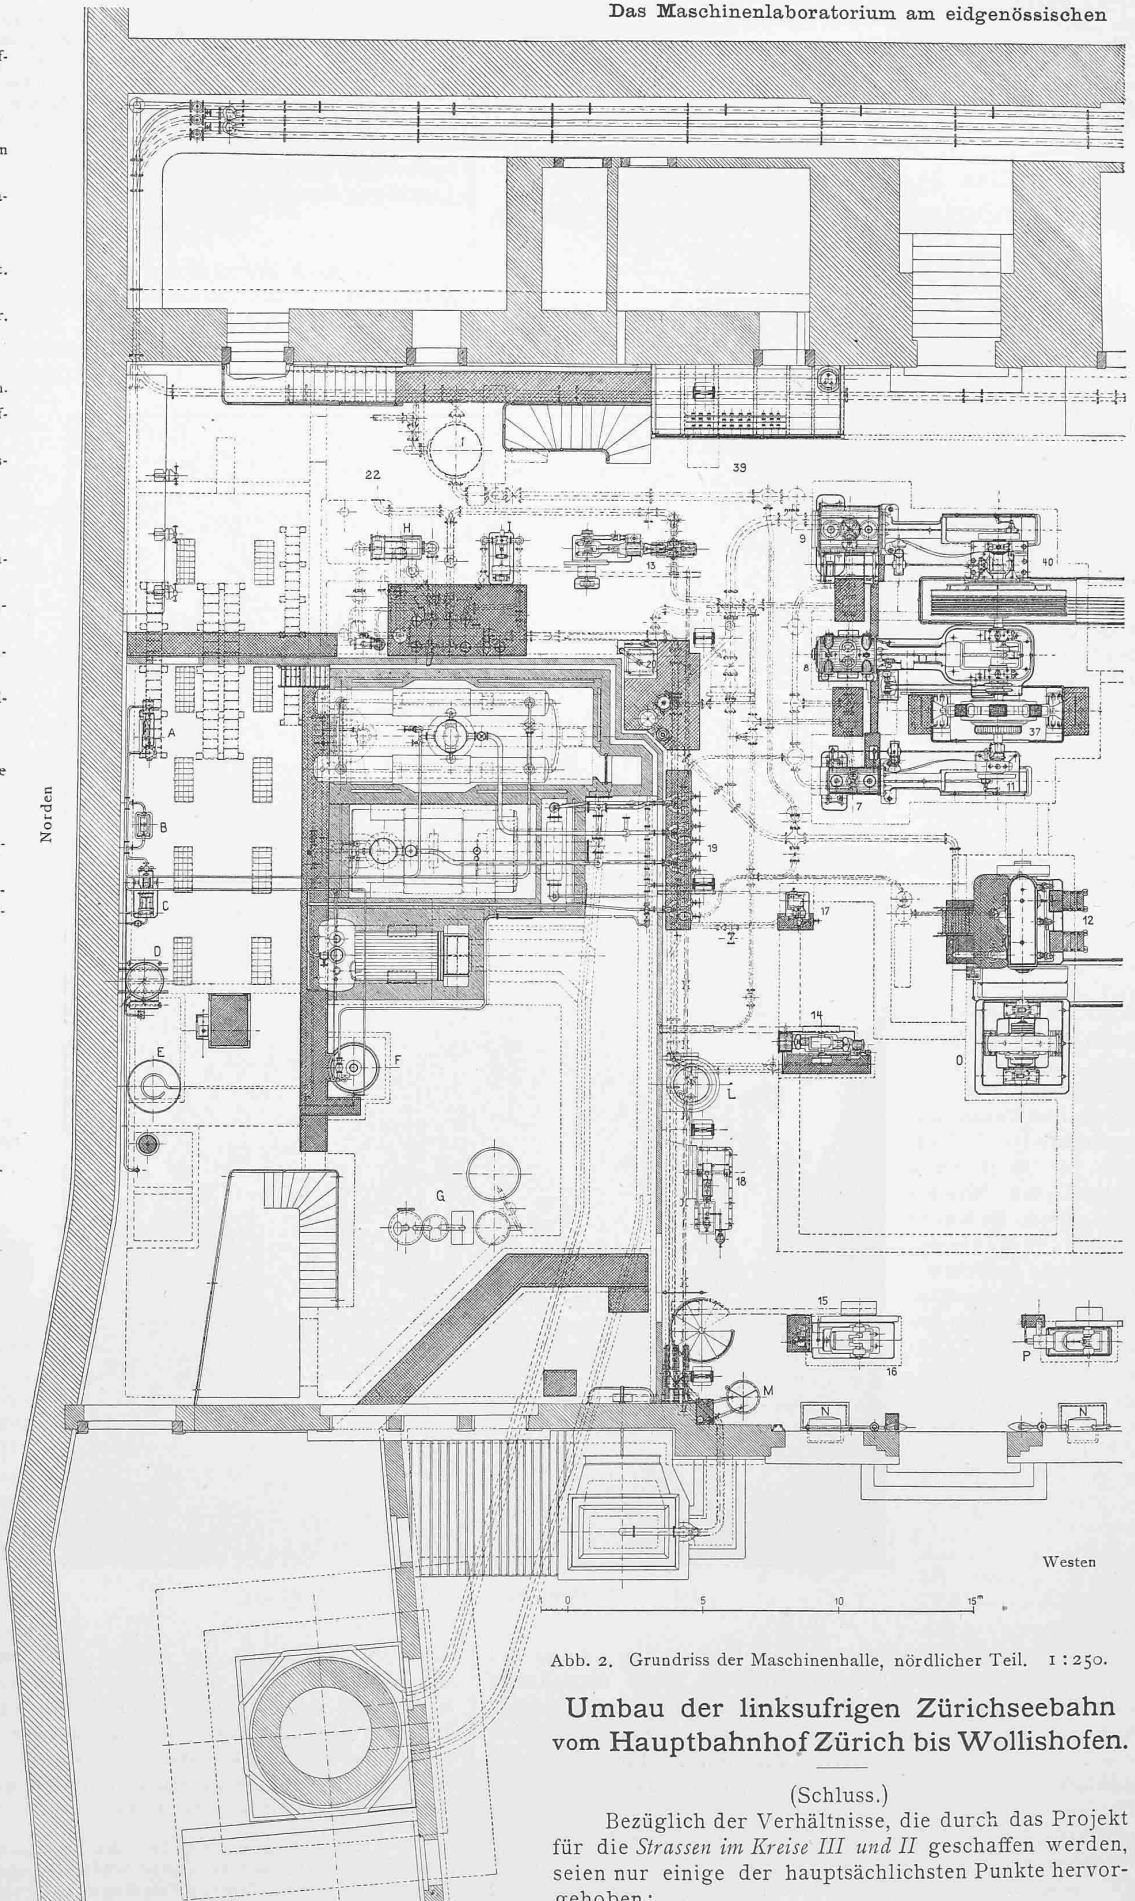 Das Maschinenlaboratorium am eidgenössischen
22
39
H
I
13
9
40
20
8
37
A
7
11
B
19
C
17
12
Z
D
14
O
E
F
L
G
18
15
P
16
M
N
N
Norden
Westen
0 5 10 15m
Abb. 2. Grundriss der Maschinenhalle, nördlicher Teil. 1 : 250.
Umbau der linksufrigen Zürichseebahn
vom Hauptbahnhof Zürich bis Wollishofen.
(Schluss.)
Bezüglich der Verhältnisse, die durch das Projekt
für die Strassen im Kreise III und II geschaffen werden,
seien nur einige der hauptsächlichsten Punkte hervor-
gehoben: